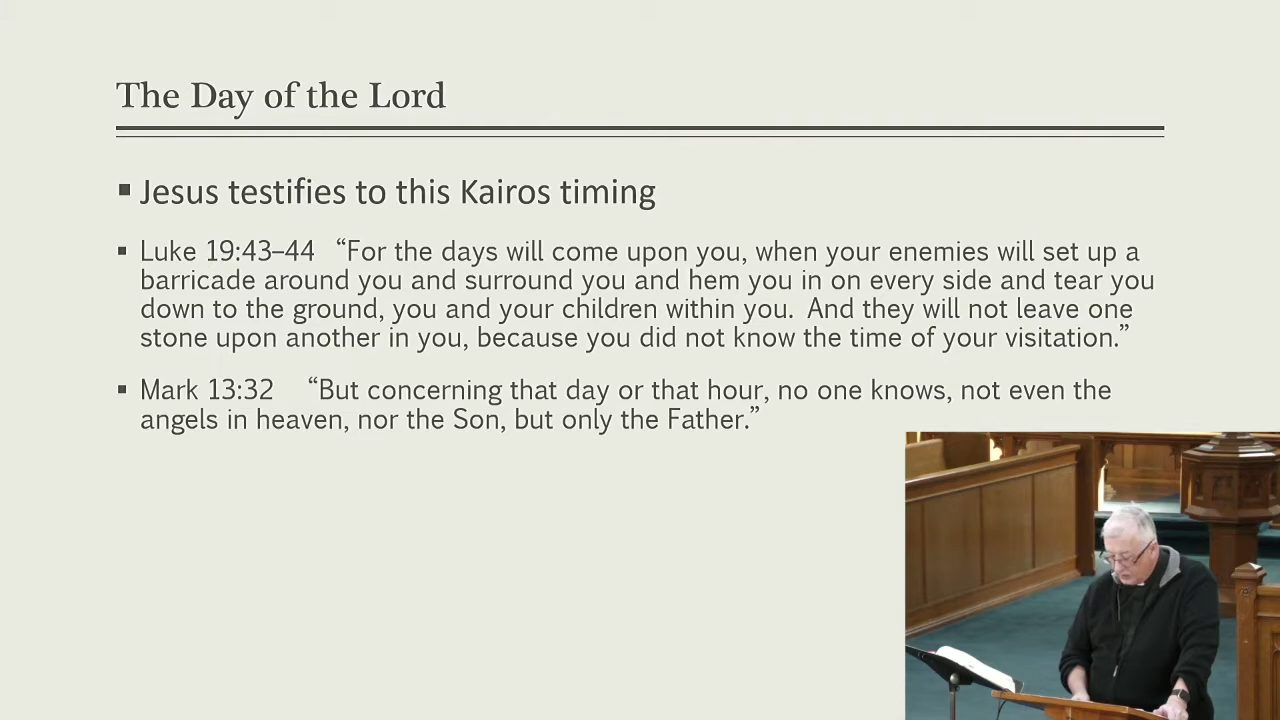 The Day of the Lord
▪ Jesus testifies to this Kairos timing
▪ Luke 19:43–44 “For the days will come upon you, when your enemies will set up a
barricade around you and surround you and hem you in on every side and tear you
down to the ground, you and your children within you. And they will not leave one
stone upon another in you, because you did not know the time of your visitation.”
▪ Mark 13:32 “But concerning that day or that hour, no one knows, not even the
angels in heaven, nor the Son, but only the Father.”